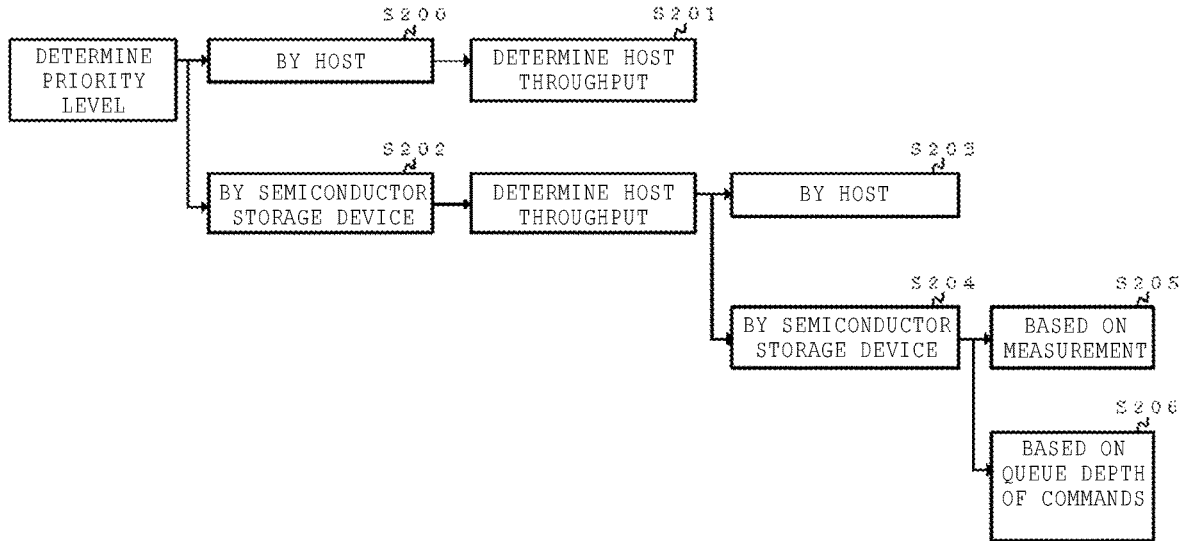 S200
S201
DETERMINE
PRIORITY
LEVEL
BY HOST
DETERMINE HOST
THROUGHPUT
S202
S203
BY SEMICONDUCTOR
STORAGE DEVICE
DETERMINE HOST
THROUGHPUT
BY HOST
S204
S205
BY SEMICONDUCTOR
STORAGE DEVICE
BASED ON
MEASUREMENT
S206
BASED ON
QUEUE DEPTH
OF COMMANDS